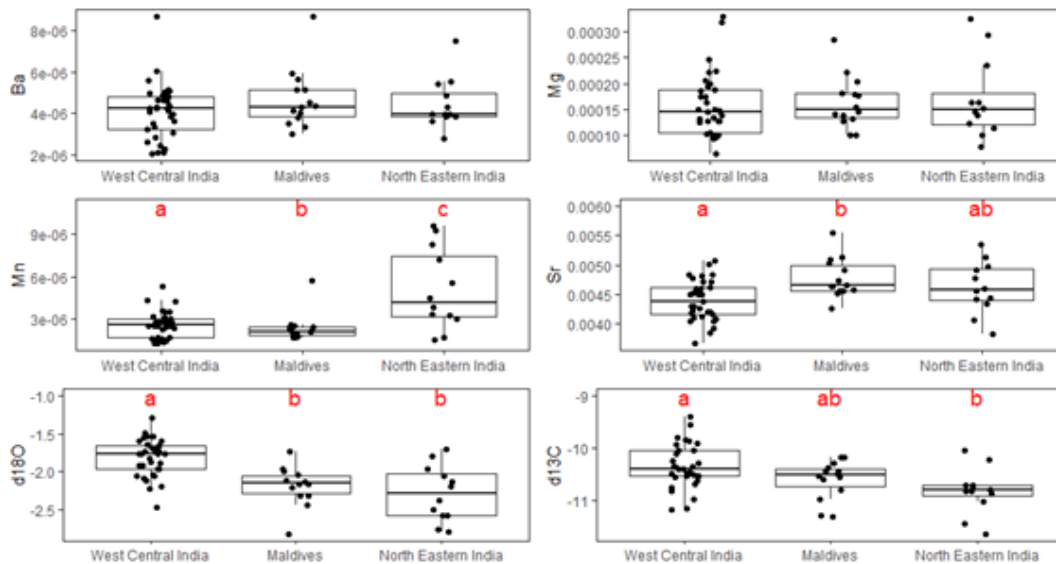 Ba
8e-06
6e-06
4e-06
2e-06
West Central India Maldives North Eastern India
Mg
0.00030
0.00025
0.00020
0.00015
0.00010
West Central India Maldives North Eastern India
a b c
Mn
9e-06
6e-06
3e-06
West Central India Maldives North Eastern India
a b ab
Sr
0.0060
0.0055
0.0050
0.0045
0.0040
West Central India Maldives North Eastern India
a b b
d18O
-1.0
-1.5
-2.0
-2.5
West Central India Maldives North Eastern India
a ab b
d13C
-9
-10
-11
West Central India Maldives North Eastern India